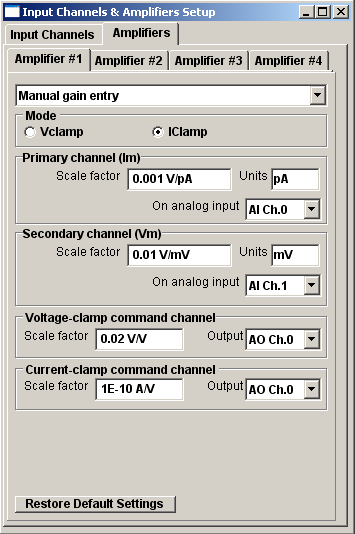 Input Channels & Amplifiers Setup
Input Channels Amplifiers
Amplifier #1 Amplifier #2 Amplifier #3 Amplifier #4
Manual gain entry
Mode
Vclamp IClamp
Primary channel (Im)
Scale factor 0.001 V/pA Units pA
On analog input AI Ch.0
Secondary channel (Vm)
Scale factor 0.01 V/mV Units mV
On analog input AI Ch.1
Voltage-clamp command channel
Scale factor 0.02 V/V Output AO Ch.0
Current-clamp command channel
Scale factor 1E-10 A/V Output AO Ch.0
Restore Default Settings